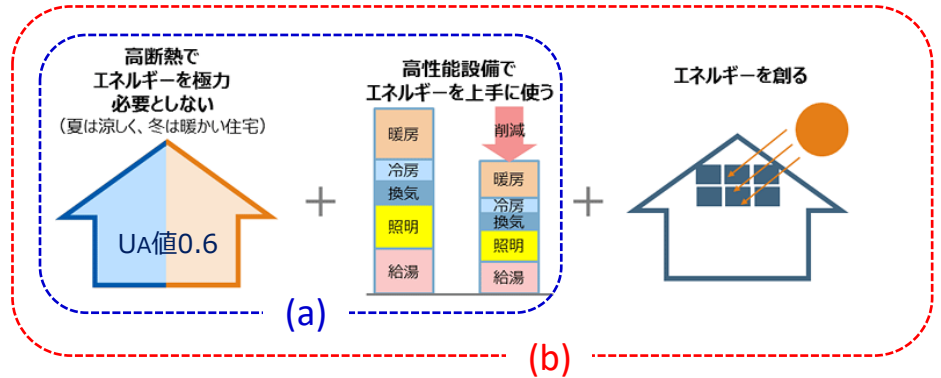 高断熱で
エネルギーを極力
必要としない
(夏は涼しく、冬は暖かい住宅)
UA値0.6
+
高性能設備で
エネルギーを上手に使う
暖房
冷房
換気
照明
給湯
削減
暖房
冷房
換気
照明
給湯
+
エネルギーを創る
(a)
(b)